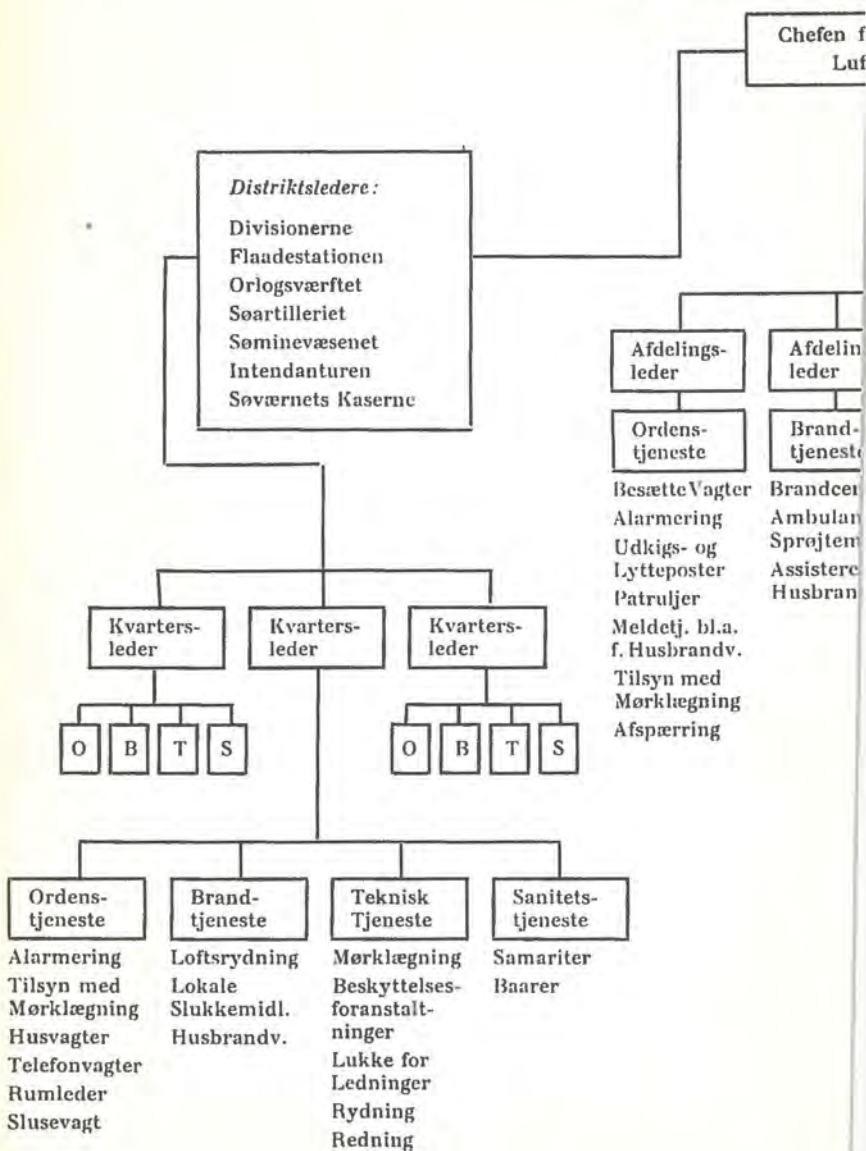 Chefen f
Luf
Distriktsledere:
Divisionerne
Flaadestationen
Orlogsværftet
Søartilleriet
Søminevæsenet
Intendanturen
Søværnets Kaserne
Afdelings-
leder
Ordens-
tjeneste
Besætte Vagter
Alarmering
Udkigs- og
Lytteposter
Patruljer
Meldetj. bl.a.
f. Husbrandv.
Tilsyn med
Mørklægning
Afspærring
Afdelin
leder
Brand-
tjeneste
Brandcen
Ambulan
Sprøjtem
Assistere
Husbran
Kvarters-
leder
Kvarters-
leder
Kvarters-
leder
O B T S
O B T S
Ordens-
tjeneste
Alarmering
Tilsyn med
Mørklægning
Husvagter
Telefonvagter
Rumleder
Slusevagt
Brand-
tjeneste
Loftsrydning
Lokale
Slukkemidl.
Husbrandv.
Teknisk
Tjeneste
Mørklægning
Beskyttelses-
foranstalt-
ninger
Lukke for
Ledninger
Rydning
Redning
Sanitets-
tjeneste
Samariter
Baarer